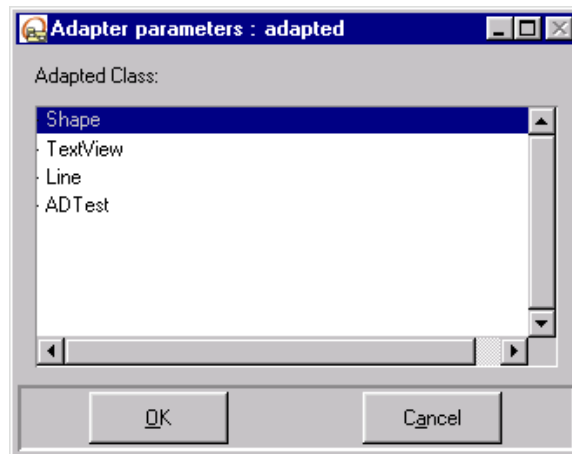 Adapter parameters : adapted
Adapted Class:
Shape
TextView
Line
ADTest
OK
Cancel